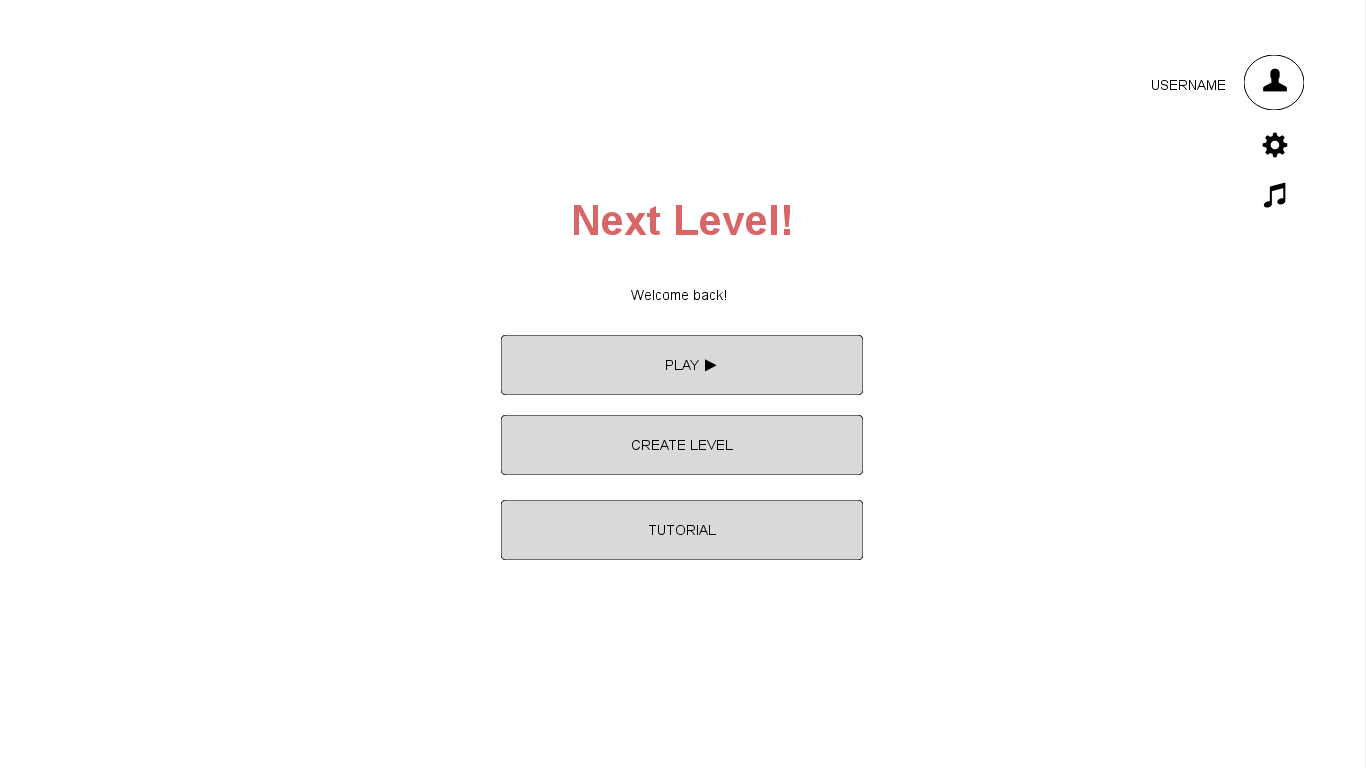 USERNAME
Next Level!
Welcome back!
PLAY ▶
CREATE LEVEL
TUTORIAL